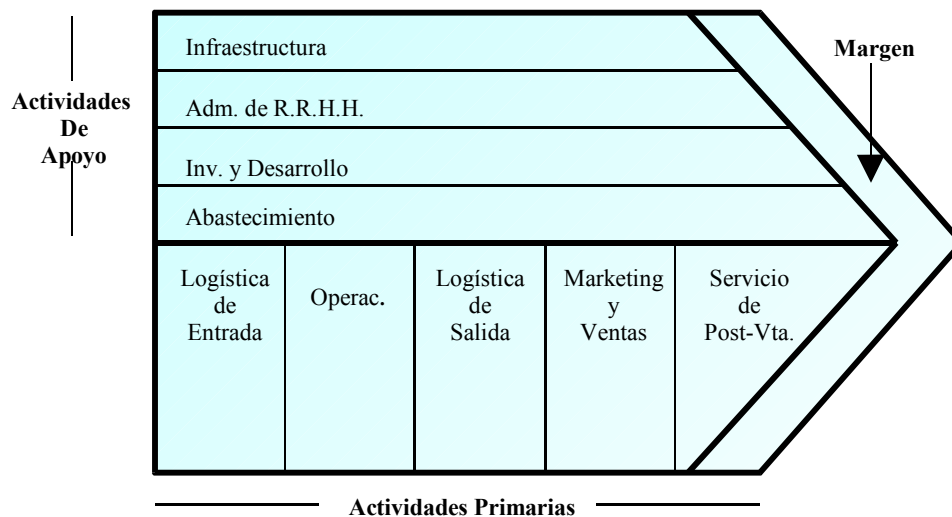 Infraestructura
Margen
Actividades
De
Apoyo
Adm. de R.R.H.H.
Inv. y Desarrollo
Abastecimiento
Logística
de
Entrada
Operac.
Logística
de
Salida
Marketing
y
Ventas
Servicio
de
Post-Vta.
Actividades Primarias